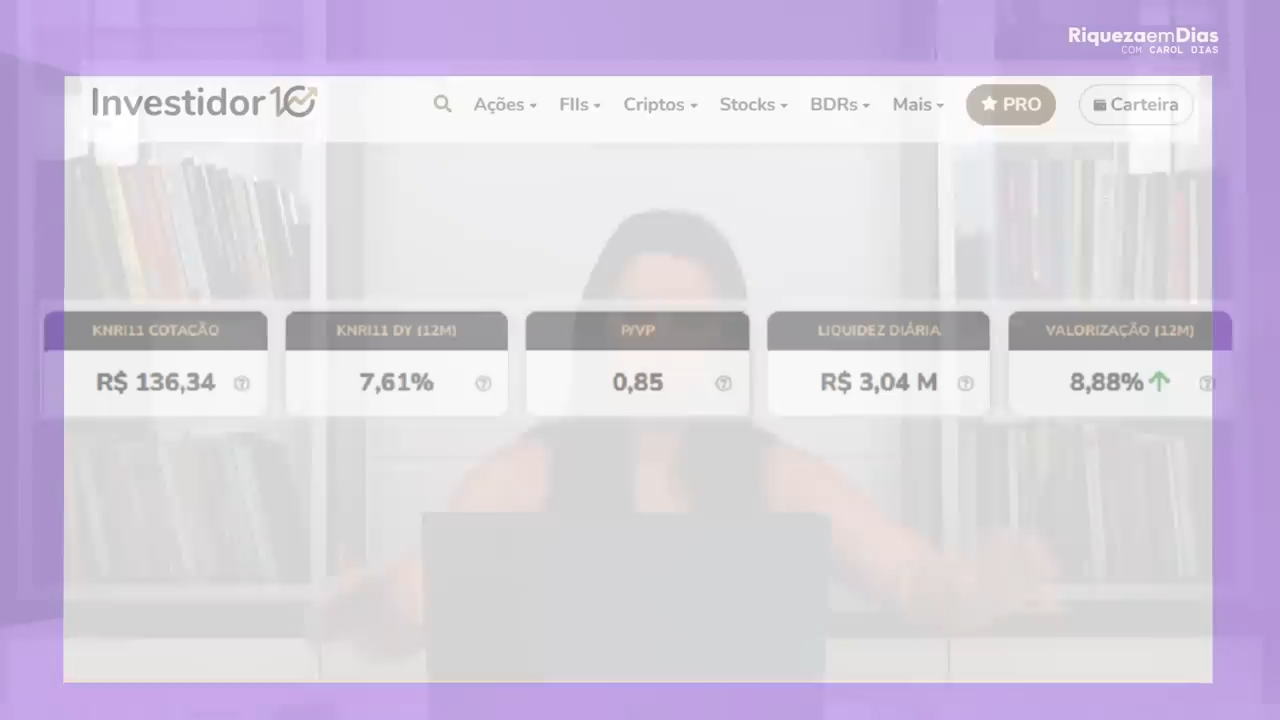 RiquezaemDias
COM CAROL DIAS
Investidor10
Ações FIIs Criptos Stocks BDRs Mais PRO Carteira
KNRI11 COTAÇÃO KNRI11 DY (12M) P/VP LIQUIDEZ DIÁRIA VALORIZAÇÃO (12M)
R$ 136,34 7,61% 0,85 R$ 3,04 M 8,88%